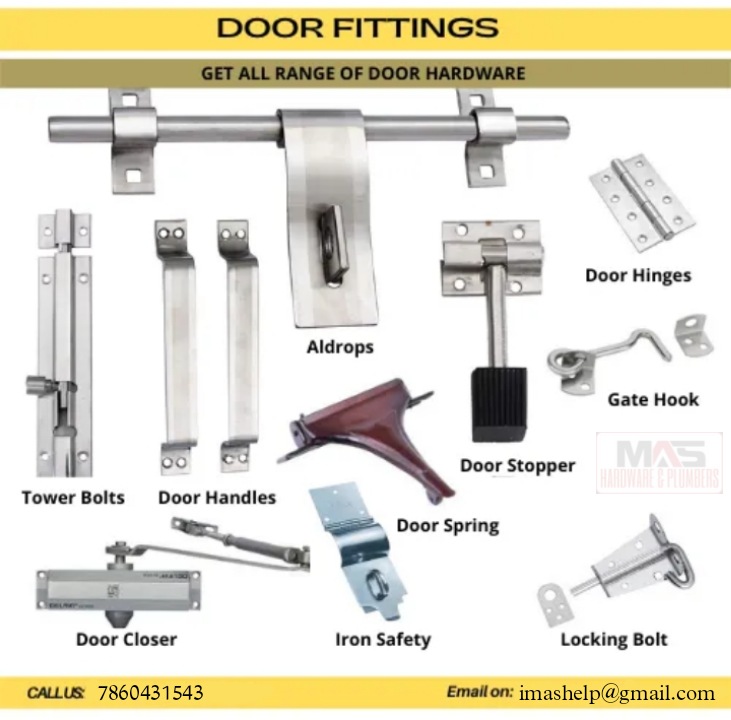 DOOR FITTINGS
GET ALL RANGE OF DOOR HARDWARE
Door Hinges
Aldrops
Gate Hook
MAS
HARDWARE & PLUMBERS
Door Stopper
Tower Bolts
Door Handles
Door Spring
Door Closer
Iron Safety
Locking Bolt
CALL US: 7860431543
Email on: imashelp@gmail.com